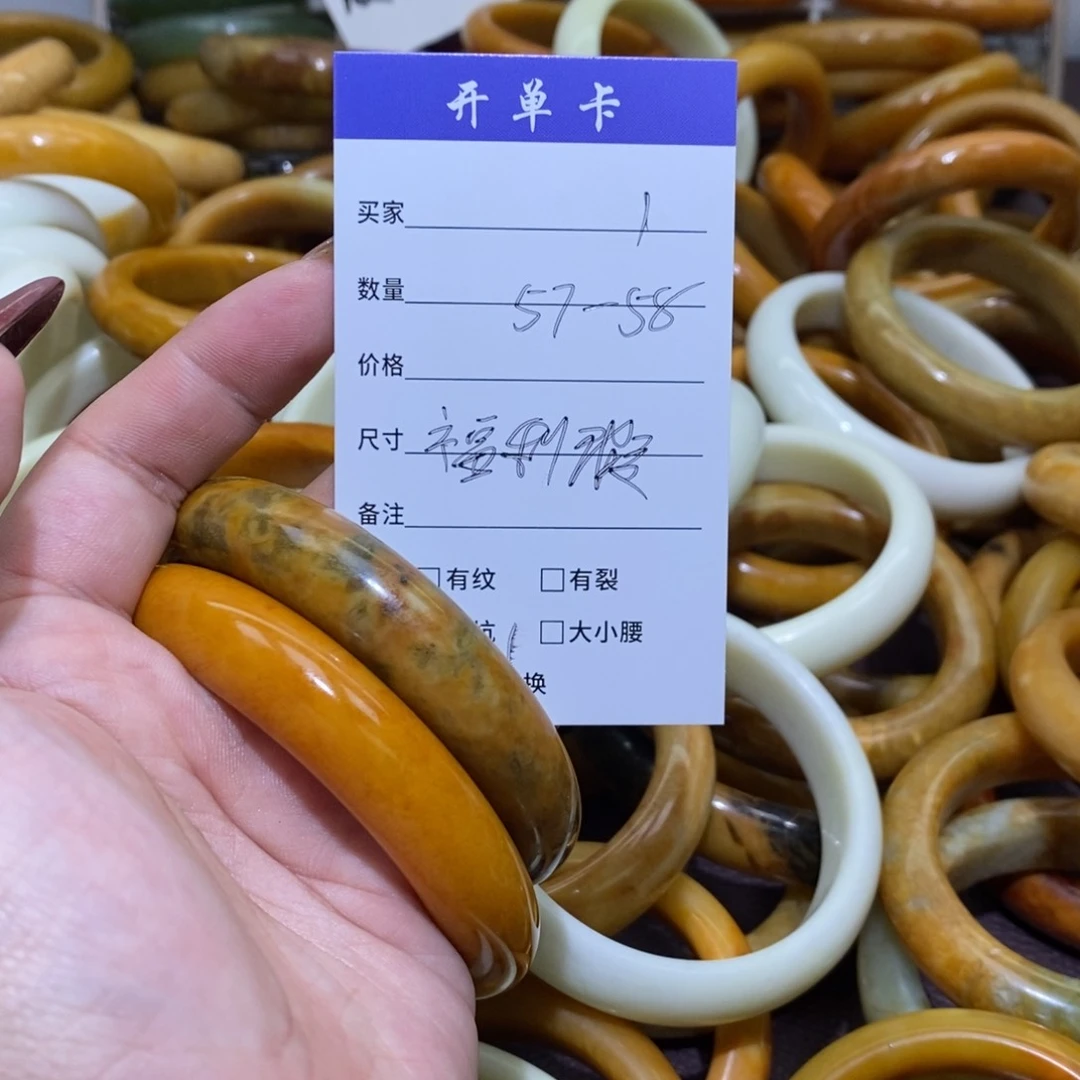 开单卡
买家 1
数量 57-58
价格
尺寸 福利
备注
□有纹 □有裂
坑 □大小腰
换